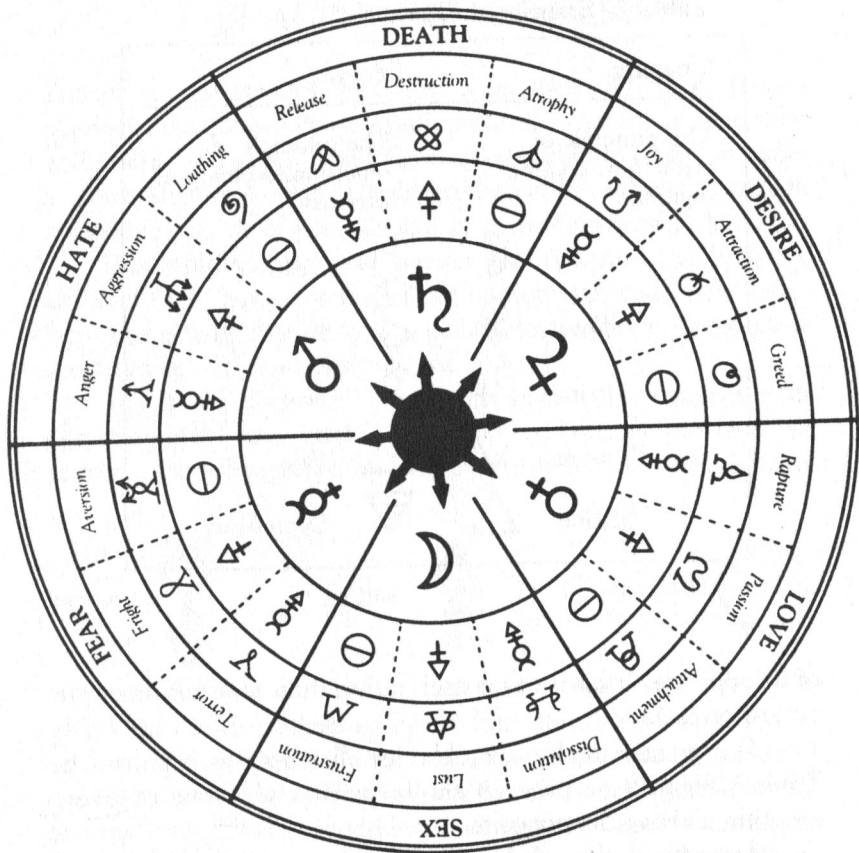 DEATH
Release
Destruction
Atrophy
DESIRE
Joy
Attraction
Greed
LOVE
Rapture
Passion
Attachment
SEX
Dissolution
Lust
Frustration
FEAR
Terror
Fright
Aversion
HATE
Anger
Aggression
Loathing